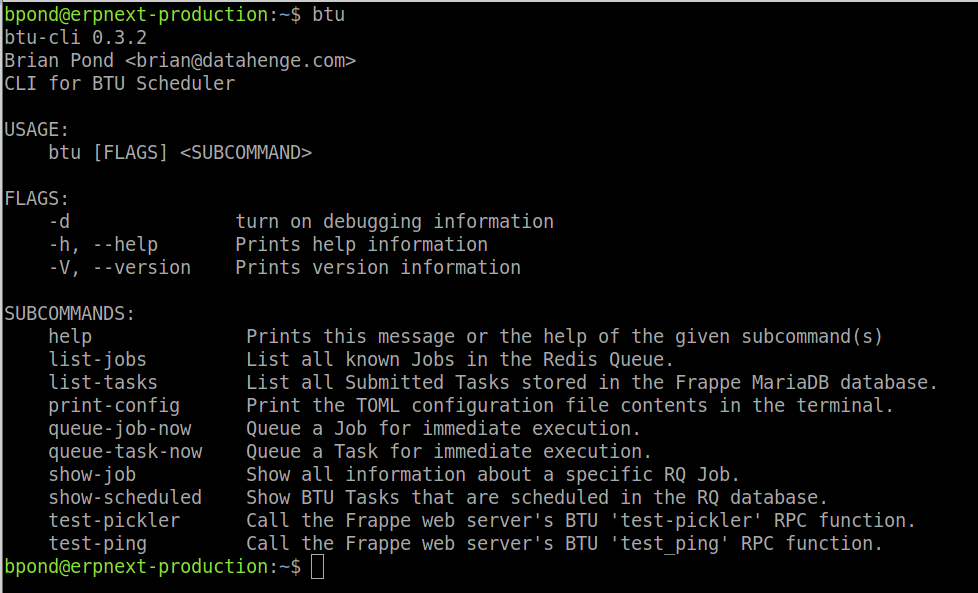 bpond@erpnext-production:~$ btu
btu-cli 0.3.2
Brian Pond <brian@datahenge.com>
CLI for BTU Scheduler
USAGE:
    btu [FLAGS] <SUBCOMMAND>
FLAGS:
    -d               turn on debugging information
    -h, --help       Prints help information
    -V, --version    Prints version information
SUBCOMMANDS:
    help              Prints this message or the help of the given subcommand(s)
    list-jobs         List all known Jobs in the Redis Queue.
    list-tasks        List all Submitted Tasks stored in the Frappe MariaDB database.
    print-config      Print the TOML configuration file contents in the terminal.
    queue-job-now     Queue a Job for immediate execution.
    queue-task-now    Queue a Task for immediate execution.
    show-job          Show all information about a specific RQ Job.
    show-scheduled    Show BTU Tasks that are scheduled in the RQ database.
    test-pickler      Call the Frappe web server's BTU 'test-pickler' RPC function.
    test-ping         Call the Frappe web server's BTU 'test_ping' RPC function.
bpond@erpnext-production:~$